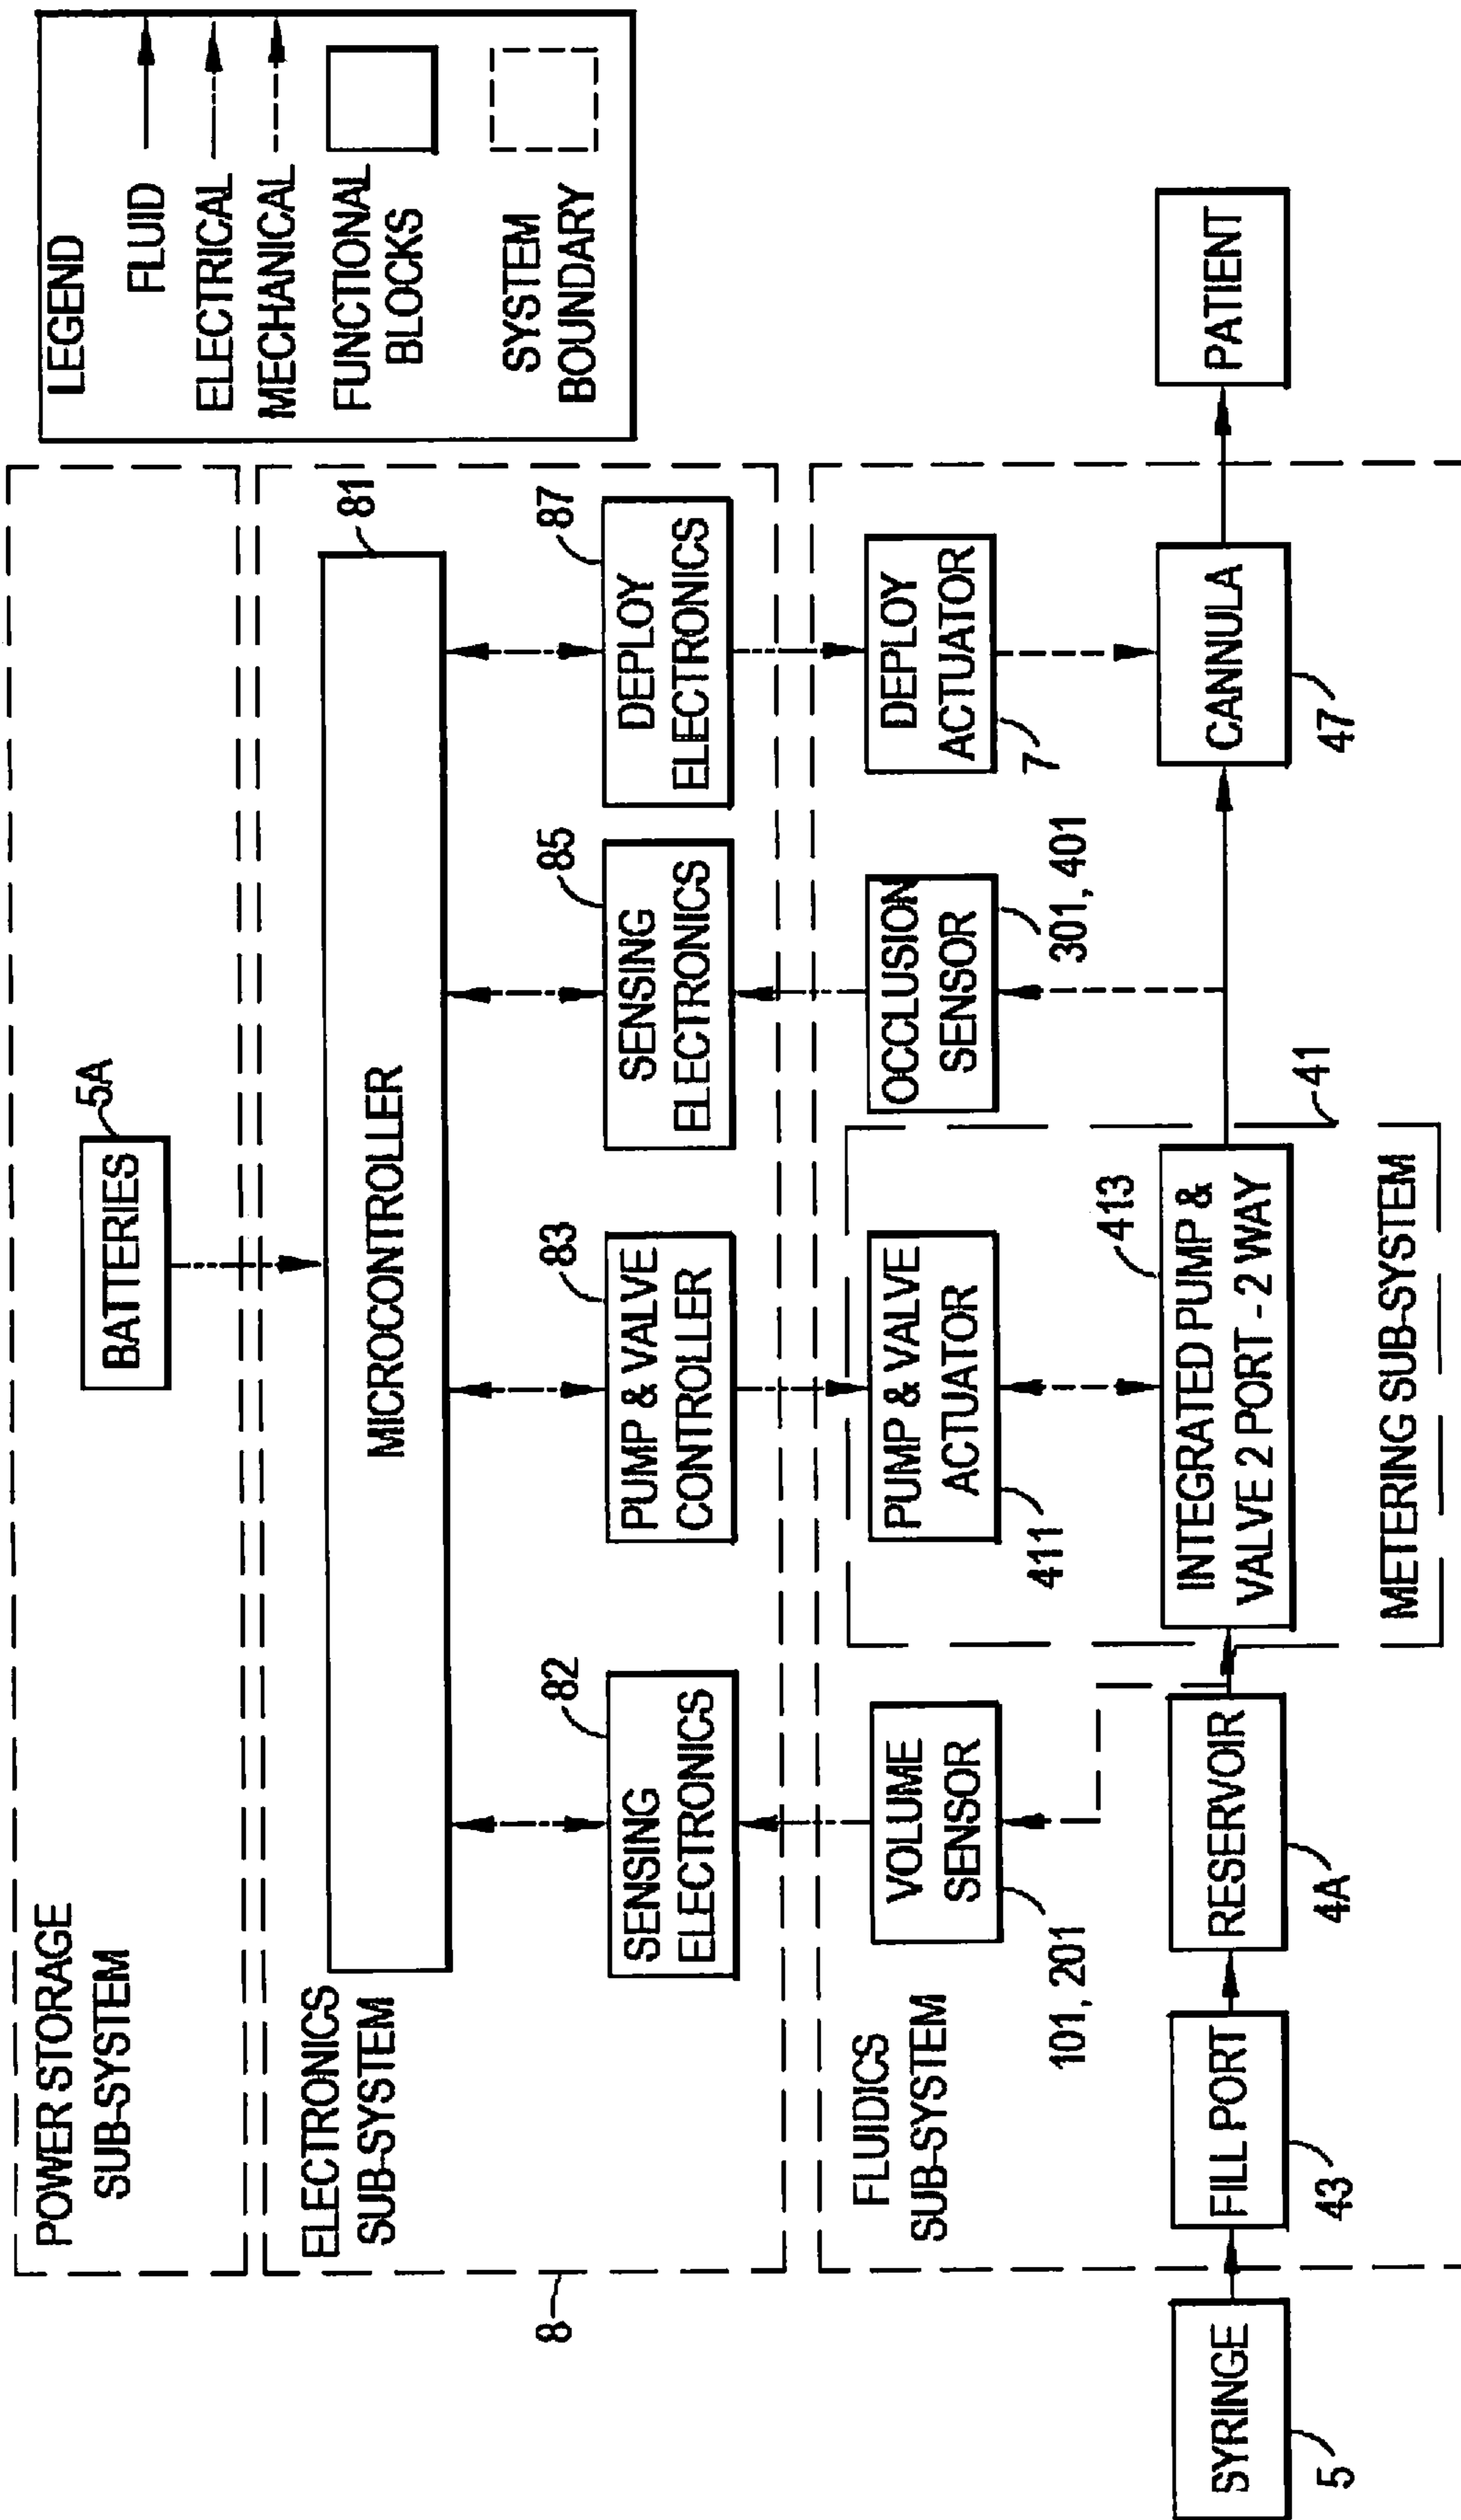 LEGEND
FLUID
ELECTRICAL
MECHANICAL
FUNCTIONAL
BLOCKS
SYSTEM
BOUNDARY
POWER STORAGE
SUB-SYSTEM
BATTERIES
5A
ELECTRONICS
SUB-SYSTEM
8
MICROCONTROLLER
81
SENSING
ELECTRONICS
82
PUMP & VALVE
CONTROLLER
83
SENSING
ELECTRONICS
85
DEPLOY
ELECTRONICS
87
FLUIDICS
SUB-SYSTEM
VOLUME
SENSOR
101, 201
PUMP & VALVE
ACTUATOR
411
OCCLUSION
SENSOR
301, 401
DEPLOY
ACTUATOR
7
SYRINGE
5
FILL PORT
43
RESERVOIR
4A
INTEGRATED PUMP &
VALVE 2 PORT - 2 WAY
413
METERING SUB-SYSTEM
41
CANNULA
47
PATIENT